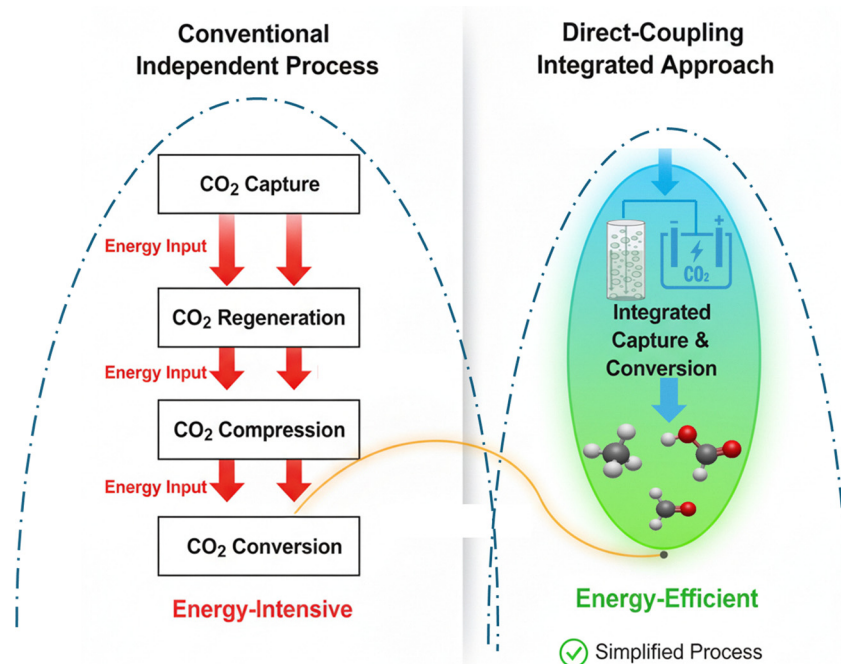 Conventional
Independent Process
CO₂ Capture
Energy Input
CO₂ Regeneration
Energy Input
CO₂ Compression
Energy Input
CO₂ Conversion
Energy-Intensive
Direct-Coupling
Integrated Approach
- +
CO₂
Integrated
Capture &
Conversion
Energy-Efficient
Simplified Process